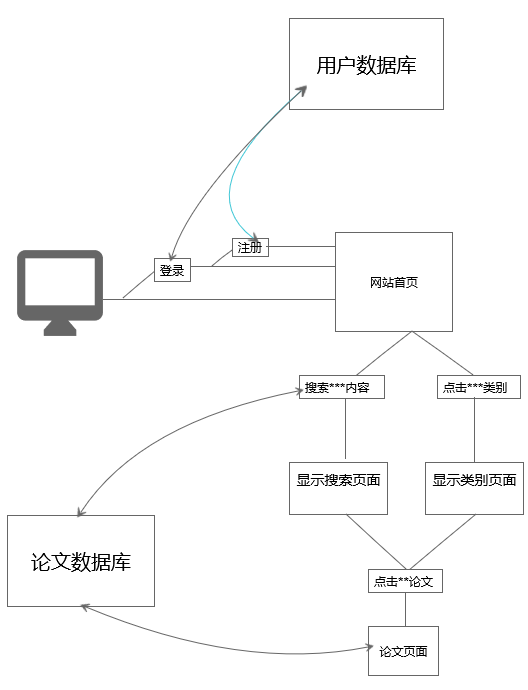 用户数据库
注册
登录
网站首页
搜索***内容
点击***类别
显示搜索页面
显示类别页面
论文数据库
点击**论文
论文页面